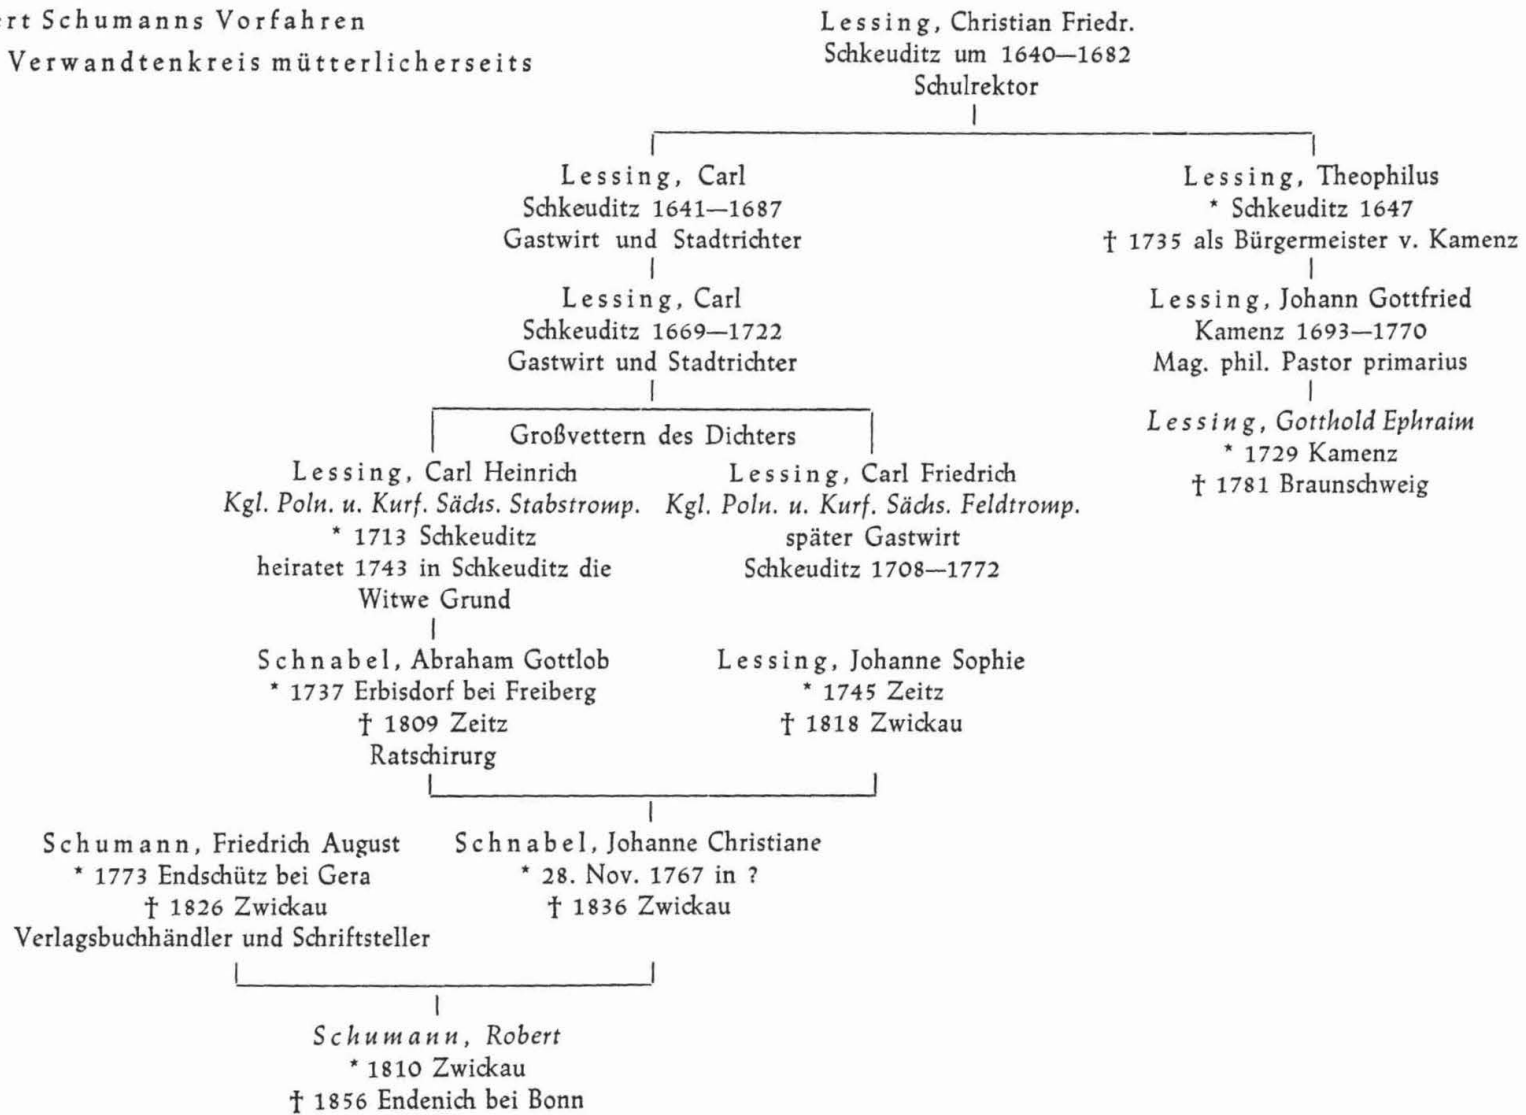 ert Schumanns Vorfahren
Verwandtenkreis mütterlicherseits
Lessing, Christian Friedr.
Schkeuditz um 1640—1682
Schulrektor
Lessing, Carl
Schkeuditz 1641—1687
Gastwirt und Stadtrichter
Lessing, Theophilus
* Schkeuditz 1647
† 1735 als Bürgermeister v. Kamenz
Lessing, Carl
Schkeuditz 1669—1722
Gastwirt und Stadtrichter
Lessing, Johann Gottfried
Kamenz 1693—1770
Mag. phil. Pastor primarius
Großvettern des Dichters
Lessing, Gotthold Ephraim
* 1729 Kamenz
† 1781 Braunschweig
Lessing, Carl Heinrich
Kgl. Poln. u. Kurf. Sächs. Stabstromp.
* 1713 Schkeuditz
heiratet 1743 in Schkeuditz die
Witwe Grund
Lessing, Carl Friedrich
Kgl. Poln. u. Kurf. Sächs. Feldtromp.
später Gastwirt
Schkeuditz 1708—1772
Schnabel, Abraham Gottlob
* 1737 Erbisdorf bei Freiberg
† 1809 Zeitz
Ratschirurg
Lessing, Johanne Sophie
* 1745 Zeitz
† 1818 Zwickau
Schumann, Friedrich August
* 1773 Endschütz bei Gera
† 1826 Zwickau
Verlagsbuchhändler und Schriftsteller
Schnabel, Johanne Christiane
* 28. Nov. 1767 in ?
† 1836 Zwickau
Schumann, Robert
* 1810 Zwickau
† 1856 Endenich bei Bonn